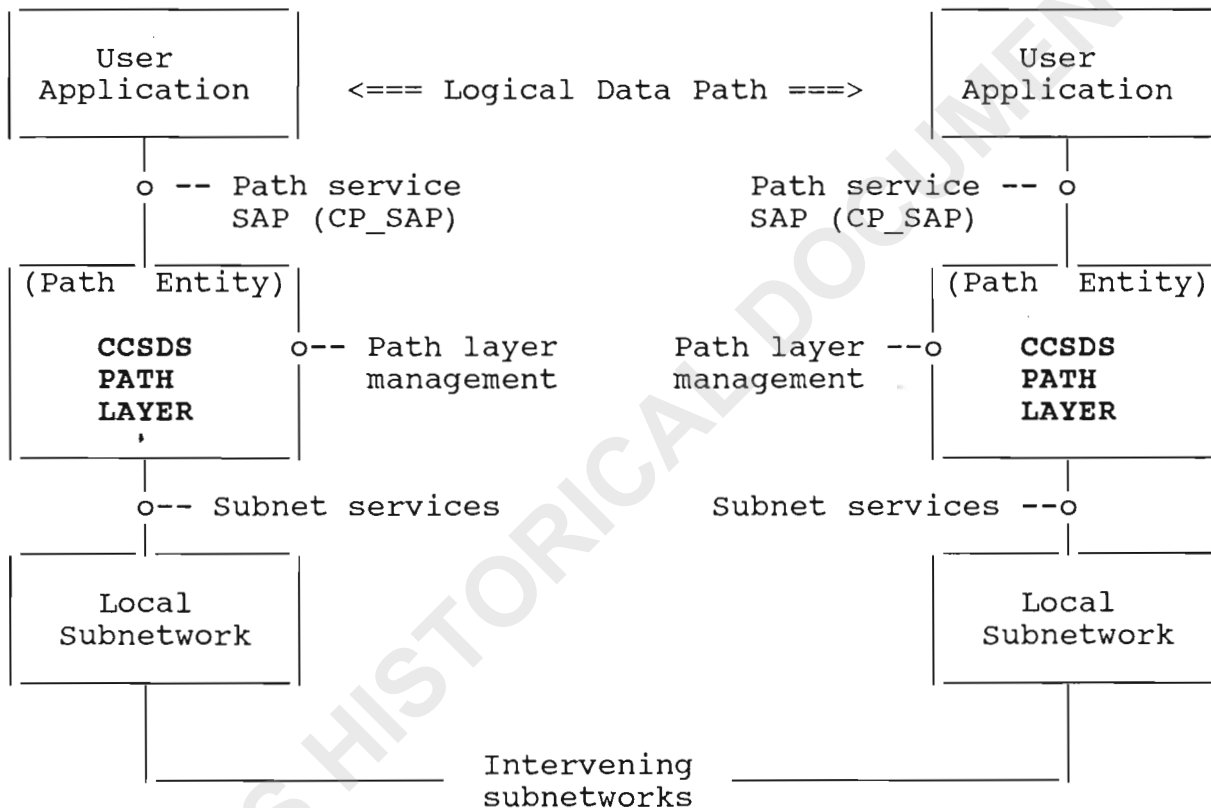 User
Application
<=== Logical Data Path ===>
User
Application
o -- Path service
SAP (CP_SAP)
Path service -- o
SAP (CP_SAP)
(Path Entity)
CCSDS
PATH
LAYER
o-- Path layer
management
Path layer --o
management
(Path Entity)
CCSDS
PATH
LAYER
o-- Subnet services
Subnet services --o
Local
Subnetwork
Local
Subnetwork
Intervening
subnetworks
S HISTORICAL DOCUMEN